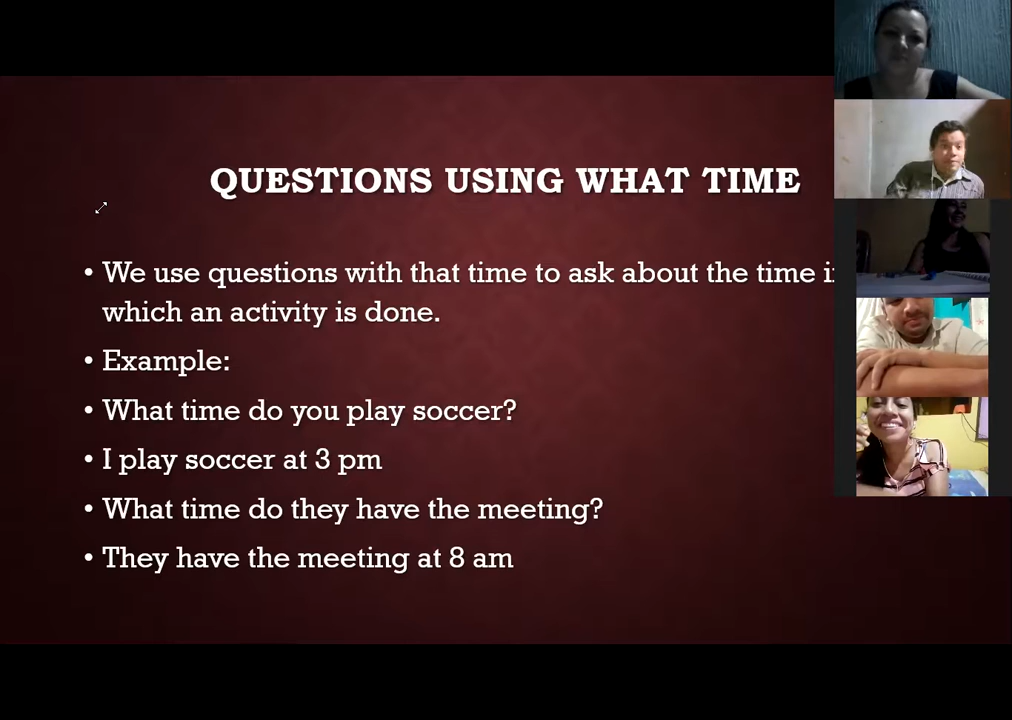 QUESTIONS USING WHAT TIME
• We use questions with that time to ask about the time
which an activity is done.
• Example:
• What time do you play soccer?
• I play soccer at 3 pm
• What time do they have the meeting?
• They have the meeting at 8 am